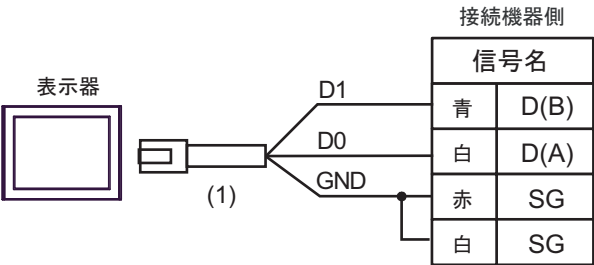 接続機器側
信号名
表示器
D1
青 D(B)
D0
白 D(A)
GND
(1)
赤 SG
白 SG